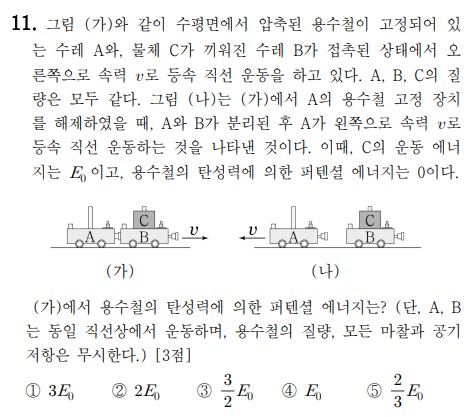 11. 그림 (가)와 같이 수평면에서 압축된 용수철이 고정되어 있
는 수레 A와, 물체 C가 끼워진 수레 B가 접촉된 상태에서 오
른쪽으로 속력 v로 등속 직선 운동을 하고 있다. A, B, C의 질
량은 모두 같다. 그림 (나)는 (가)에서 A의 용수철 고정 장치
를 해제하였을 때, A와 B가 분리된 후 A가 왼쪽으로 속력 v로
등속 직선 운동하는 것을 나타낸 것이다. 이때, C의 운동 에너
지는 E₀이고, 용수철의 탄성력에 의한 퍼텐셜 에너지는 0이다.
A B C v
v A B C
(가) (나)
(가)에서 용수철의 탄성력에 의한 퍼텐셜 에너지는? (단, A, B
는 동일 직선상에서 운동하며, 용수철의 질량, 모든 마찰과 공기
저항은 무시한다.) [3점]
① 3E₀ ② 2E₀ ③ 3/2 E₀ ④ E₀ ⑤ 2/3 E₀